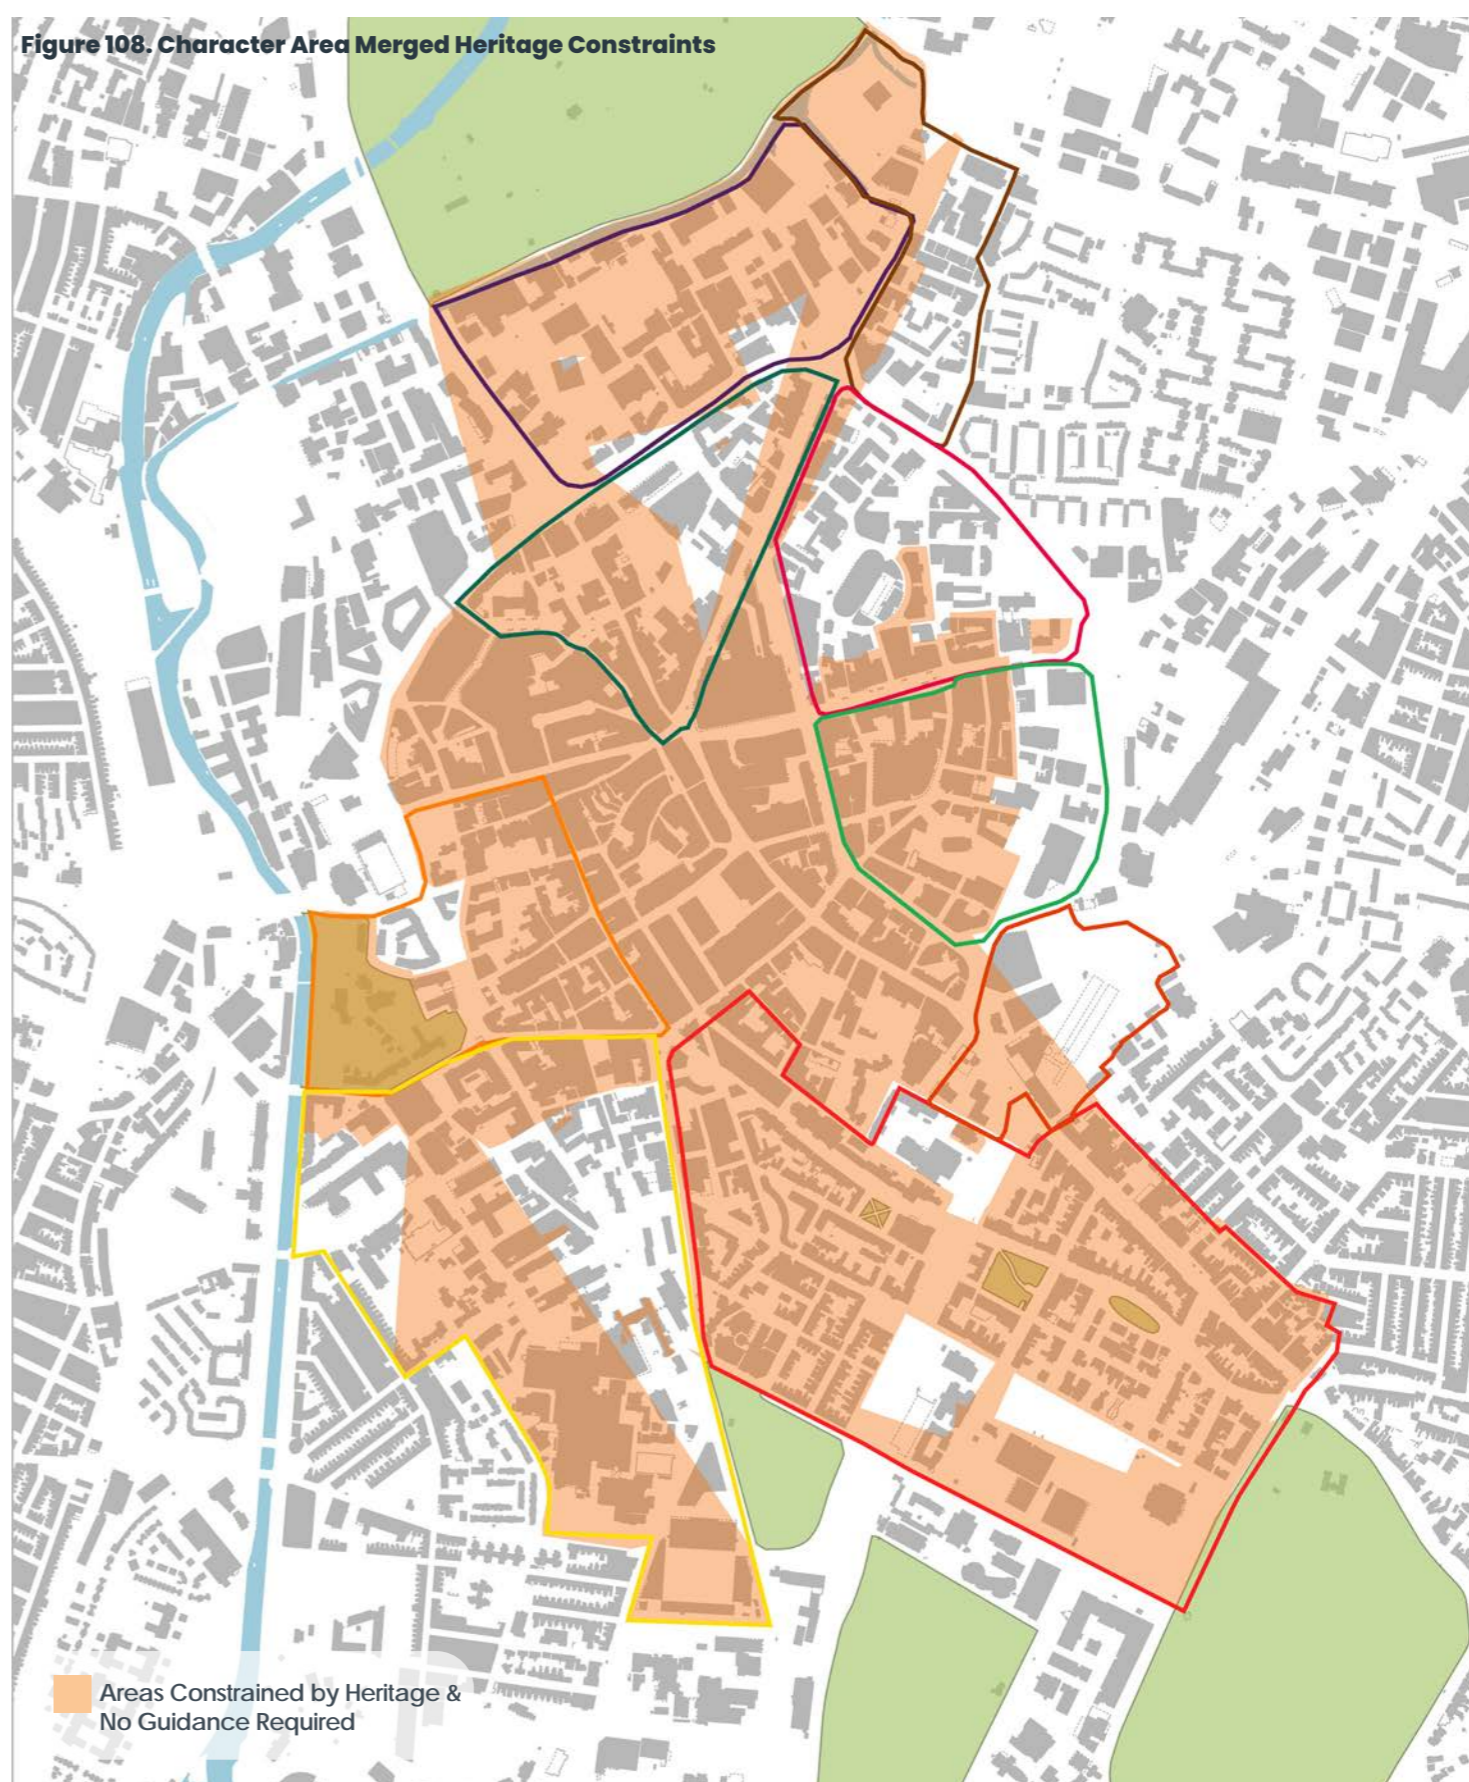 Figure 108. Character Area Merged Heritage Constraints
Areas Constrained by Heritage &
No Guidance Required